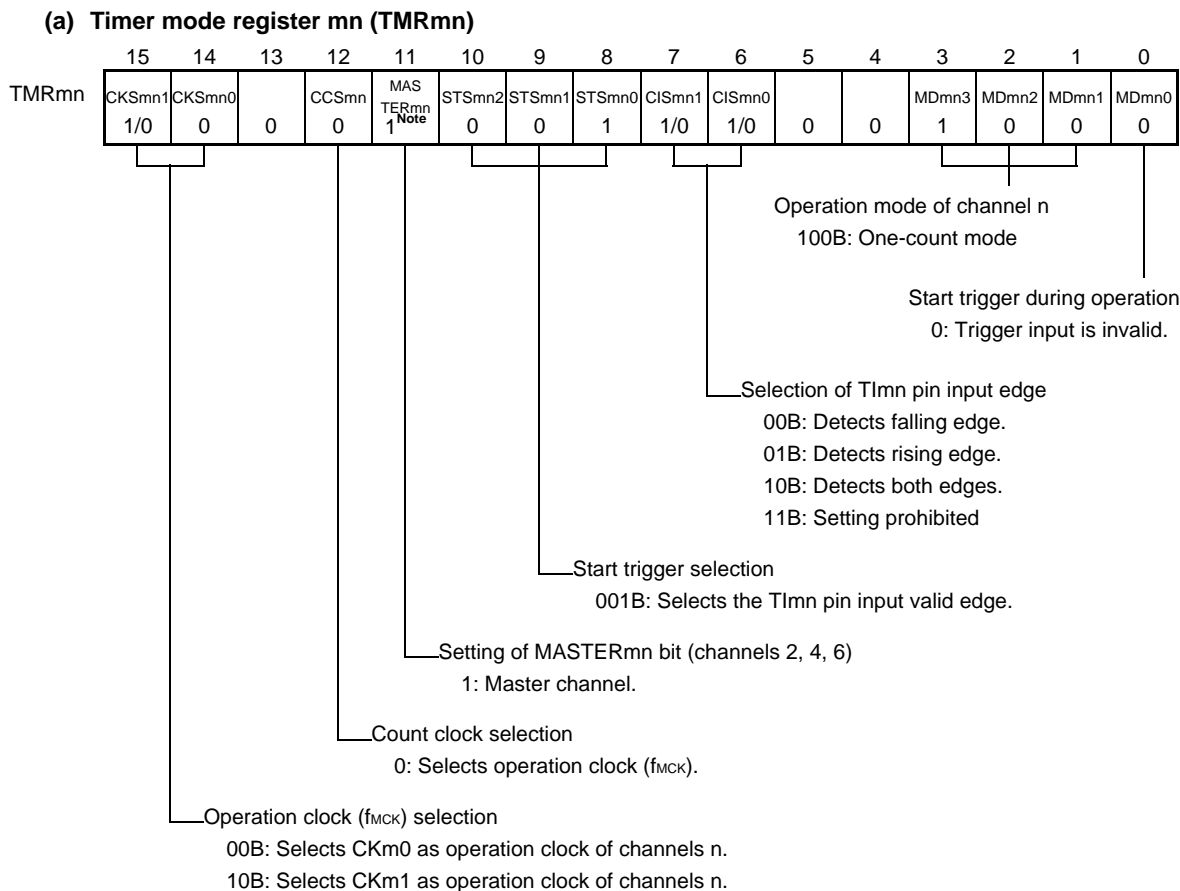 (a) Timer mode register mn (TMRmn)
15 14 13 12 11 10 9 8 7 6 5 4 3 2 1 0
TMRmn CKSmn1 CKSmn0 CCSmn MAS TERmn STSmn2 STSmn1 STSmn0 CISmn1 CISmn0 MDmn3 MDmn2 MDmn1 MDmn0
1/0 0 0 0 1Note 0 0 1 1/0 1/0 0 0 1 0 0 0
Operation mode of channel n
100B: One-count mode
Start trigger during operation
0: Trigger input is invalid.
Selection of TImn pin input edge
00B: Detects falling edge.
01B: Detects rising edge.
10B: Detects both edges.
11B: Setting prohibited
Start trigger selection
001B: Selects the TImn pin input valid edge.
Setting of MASTERmn bit (channels 2, 4, 6)
1: Master channel.
Count clock selection
0: Selects operation clock (fMCK).
Operation clock (fMCK) selection
00B: Selects CKm0 as operation clock of channels n.
10B: Selects CKm1 as operation clock of channels n.